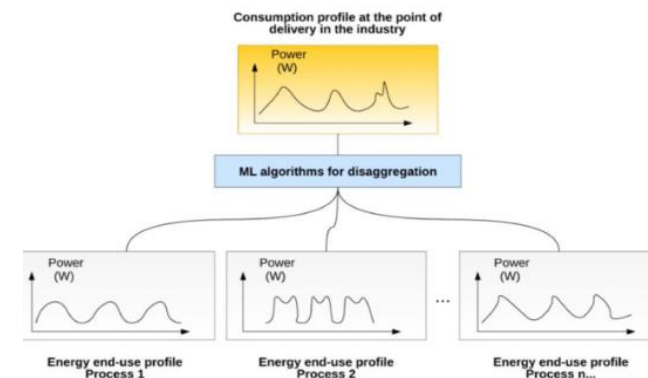 Consumption profile at the point of
delivery in the industry
Power
(W)
ML algorithms for disaggregation
Power
(W)
Power
(W)
...
Power
(W)
Energy end-use profile
Process 1
Energy end-use profile
Process 2
Energy end-use profile
Process n...